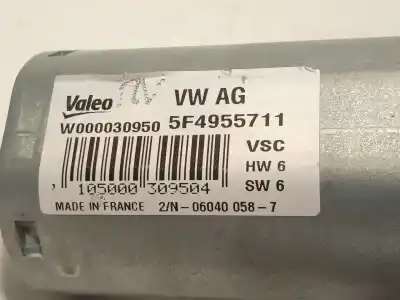 Valeo VW AG
W000030950 5F4955711
VSC
HW 6
105000 309504 SW 6
MADE IN FRANCE 2/N-06040 058-7